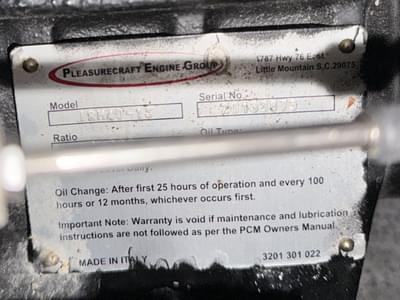 PLEASURECRAFT ENGINE GROUP
1787 Hwy 76 East
Little Mountain S.C. 29075
Model
Serial No
Ratio
Oil Type
Daily.
Oil Change: After first 25 hours of operation and every 100
hours or 12 months, whichever occurs first.
Important Note: Warranty is void if maintenance and lubrication
instructions are not followed as per the PCM Owners Manual.
MADE IN ITALY
3201 301 022